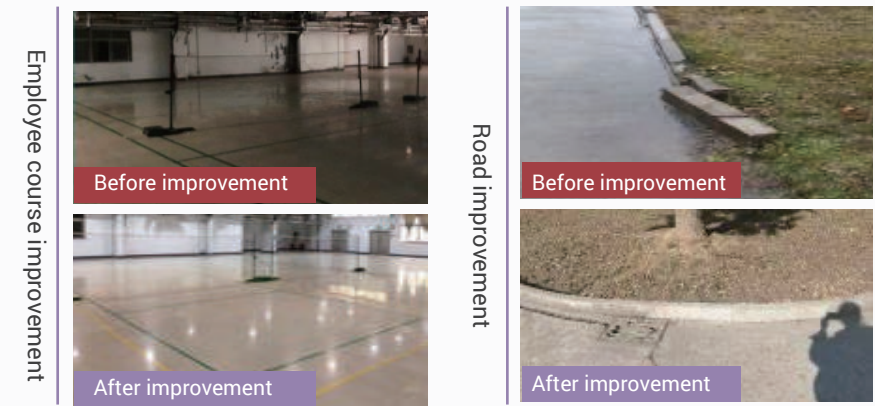 Employee course improvement
Before improvement
After improvement
Road improvement
Before improvement
After improvement